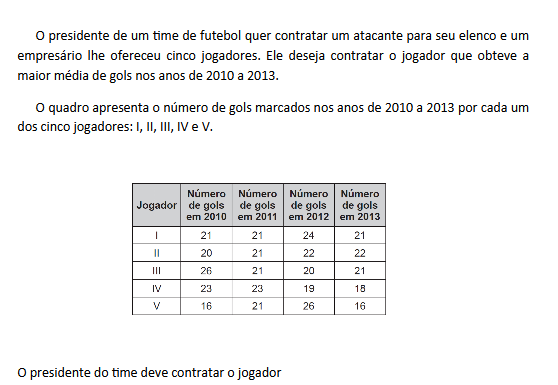 O presidente de um time de futebol quer contratar um atacante para seu elenco e um
empresário lhe ofereceu cinco jogadores. Ele deseja contratar o jogador que obteve a
maior média de gols nos anos de 2010 a 2013.
O quadro apresenta o número de gols marcados nos anos de 2010 a 2013 por cada um
dos cinco jogadores: I, II, III, IV e V.
Jogador Número de gols em 2010 Número de gols em 2011 Número de gols em 2012 Número de gols em 2013
I 21 21 24 21
II 20 21 22 22
III 26 21 20 21
IV 23 23 19 18
V 16 21 26 16
O presidente do time deve contratar o jogador